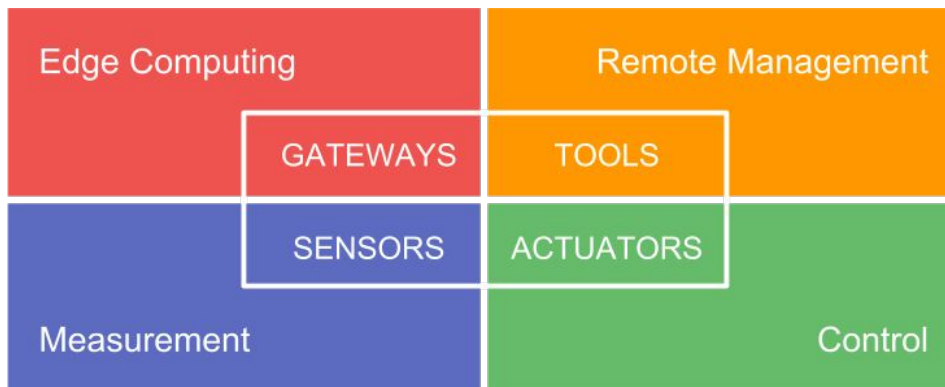 Edge Computing
Remote Management
GATEWAYS
TOOLS
SENSORS
ACTUATORS
Measurement
Control